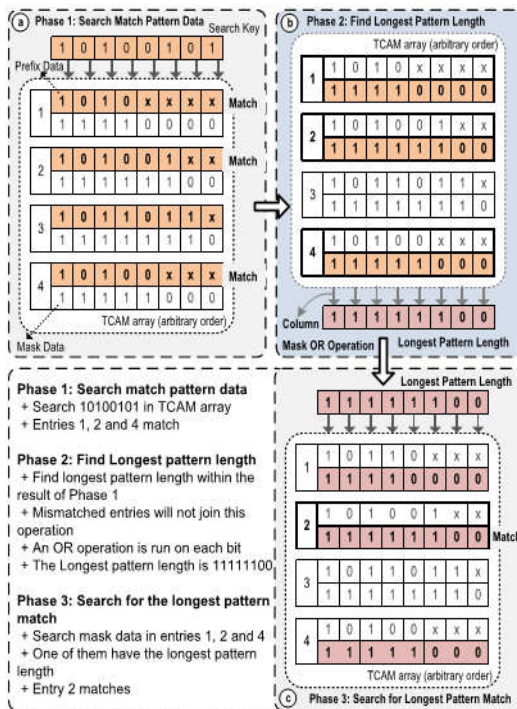 a Phase 1: Search Match Pattern Data
1 0 1 0 0 1 0 1 Search Key
Prefix Data
1 1 0 1 0 x x x x Match
1 1 1 1 0 0 0 0
2 1 0 1 0 0 1 x x Match
1 1 1 1 1 1 0 0
3 1 0 1 1 0 1 1 x
1 1 1 1 1 1 1 0
4 1 0 1 0 0 x x x Match
1 1 1 1 1 0 0 0
TCAM array (arbitrary order)
Mask Data
b Phase 2: Find Longest Pattern Length
TCAM array (arbitrary order)
1 1 0 1 0 x x x x
1 1 1 1 0 0 0 0
2 1 0 1 0 0 1 x x
1 1 1 1 1 1 0 0
3 1 0 1 1 0 1 1 x
1 1 1 1 1 1 1 0
4 1 0 1 0 0 x x x
1 1 1 1 1 0 0 0
Column 1 1 1 1 1 1 0 0
Mask OR Operation Longest Pattern Length
Phase 1: Search match pattern data
+ Search 10100101 in TCAM array
+ Entries 1, 2 and 4 match
Phase 2: Find Longest pattern length
+ Find longest pattern length within the
result of Phase 1
+ Mismatched entries will not join this
operation
+ An OR operation is run on each bit
+ The Longest pattern length is 11111100
Phase 3: Search for the longest pattern
match
+ Search mask data in entries 1, 2 and 4
+ One of them have the longest pattern
length
+ Entry 2 matches
Longest Pattern Length
1 1 1 1 1 1 0 0
1 1 0 1 0 x x x x
1 1 1 1 0 0 0 0
2 1 0 1 0 0 1 x x
1 1 1 1 1 1 0 0 Match
3 1 0 1 1 0 1 1 x
1 1 1 1 1 1 1 0
4 1 0 1 0 0 x x x
1 1 1 1 1 0 0 0
TCAM array (arbitrary order)
c Phase 3: Search for Longest Pattern Match